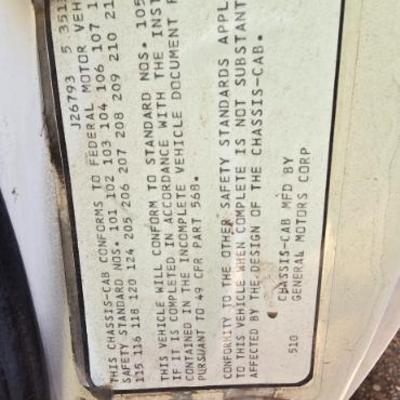 J26793 5 351
THIS CHASSIS-CAB CONFORMS TO FEDERAL MOTOR VEH
SAFETY STANDARD NOS. 101 102 103 104 106 107 1
115 116 118 120 124 205 206 207 208 209 210 21
THIS VEHICLE WILL CONFORM TO STANDARD NOS. 105
IF IT IS COMPLETED IN ACCORDANCE WITH THE INST
CONTAINED IN THE INCOMPLETE VEHICLE DOCUMENT
PURSUANT TO 49 CFR PART 568.
CONFORMITY TO THE OTHER SAFETY STANDARDS APPL
TO THIS VEHICLE WHEN COMPLETE IS NOT SUBSTANT
AFFECTED BY THE DESIGN OF THE CHASSIS-CAB.
CHASSIS-CAB MFD BY
GENERAL MOTORS CORP
510